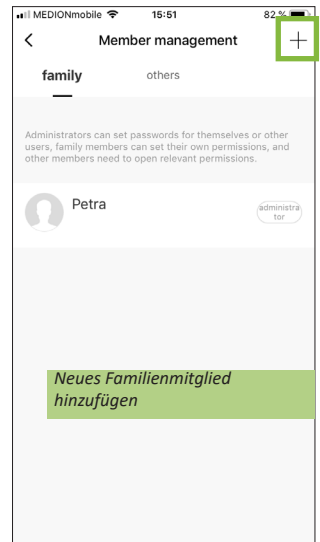 MEDIONmobile 15:51 82 %
Member management
family others
Administrators can set passwords for themselves or other
users, family members can set their own permissions, and
other members need to open relevant permissions.
Petra
administra
tor
Neues Familienmitglied
hinzufügen